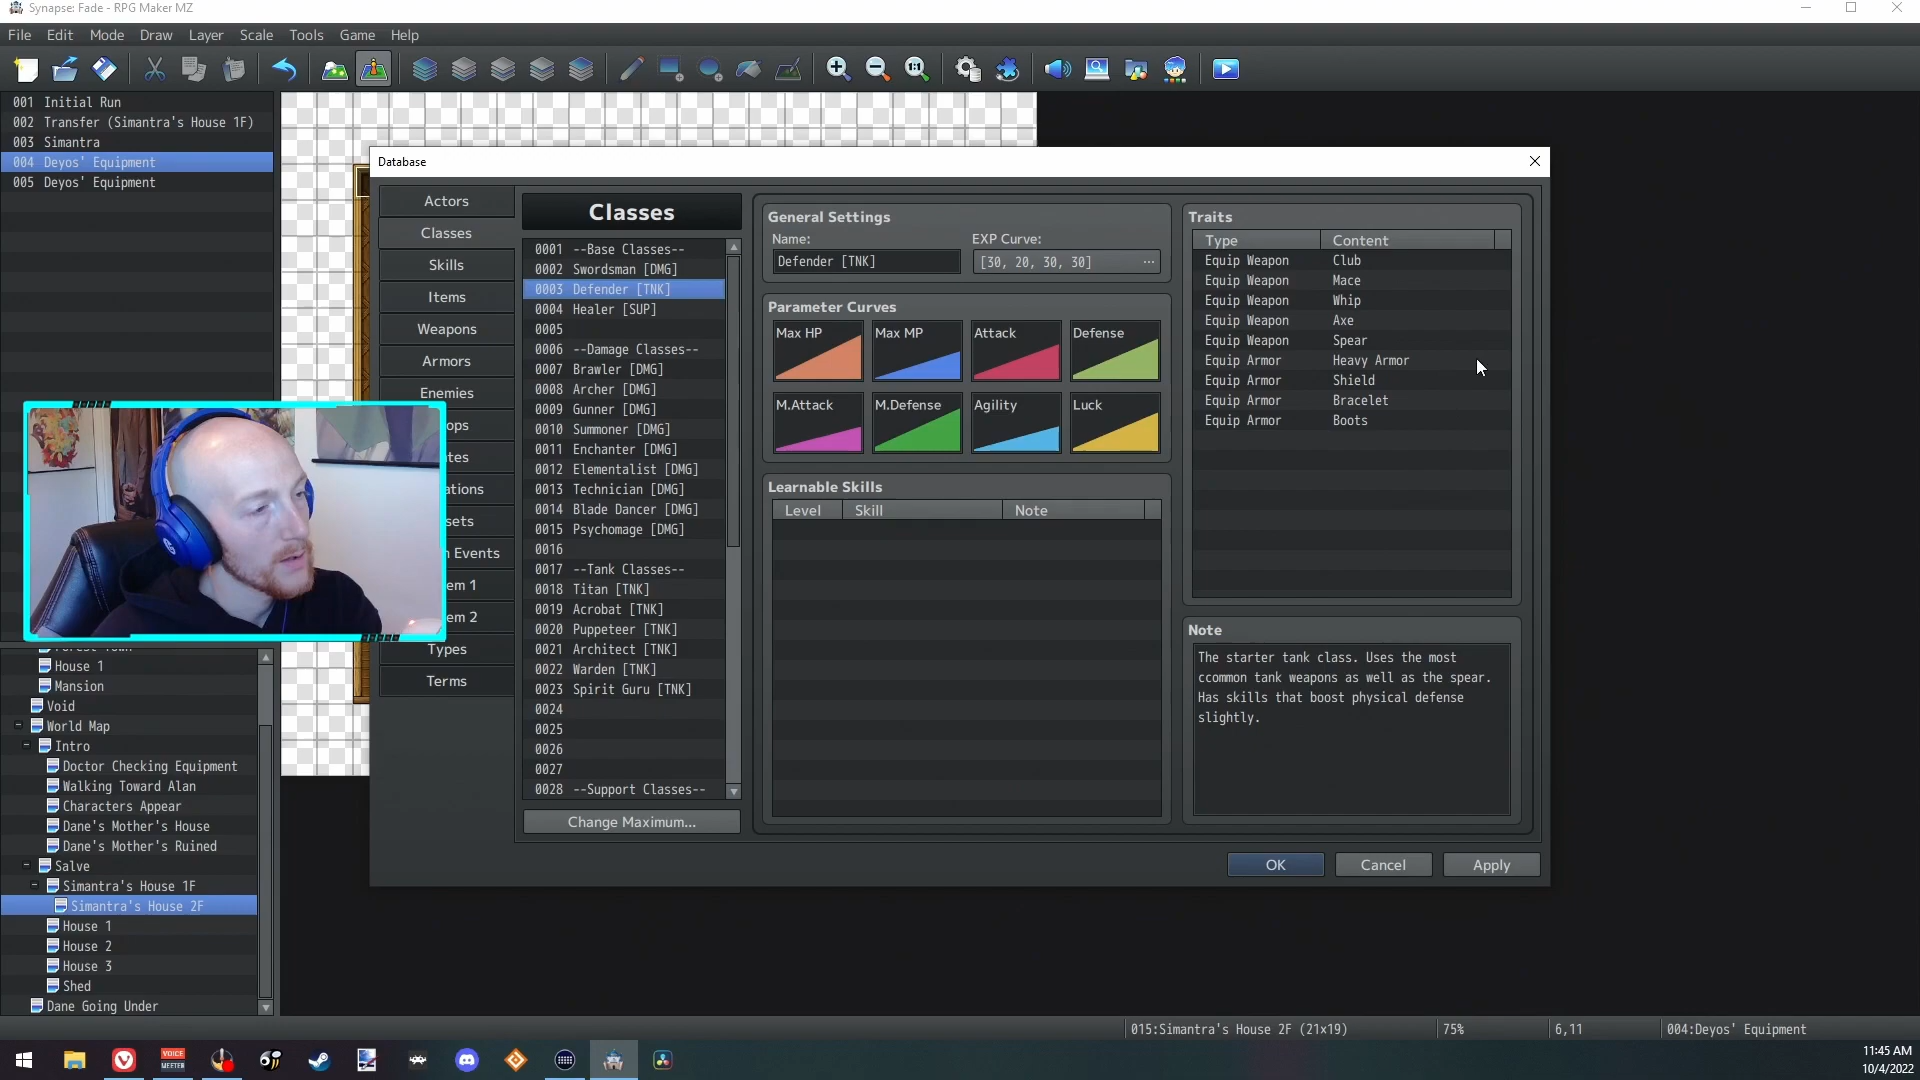 Synapse: Fade - RPG Maker MZ
File Edit Mode Draw Layer Scale Tools Game Help
001 Initial Run
002 Transfer (Simantra's House 1F)
003 Simantra
004 Deyos' Equipment
005 Deyos' Equipment
Database
Actors
Classes
Skills
Items
Weapons
Armors
Enemies
ops
tes
ations
sets
n Events
em 1
em 2
Types
Terms
Classes
0001 --Base Classes--
0002 Swordsman [DMG]
0003 Defender [TNK]
0004 Healer [SUP]
0005
0006 --Damage Classes--
0007 Brawler [DMG]
0008 Archer [DMG]
0009 Gunner [DMG]
0010 Summoner [DMG]
0011 Enchanter [DMG]
0012 Elementalist [DMG]
0013 Technician [DMG]
0014 Blade Dancer [DMG]
0015 Psychomage [DMG]
0016
0017 --Tank Classes--
0018 Titan [TNK]
0019 Acrobat [TNK]
0020 Puppeteer [TNK]
0021 Architect [TNK]
0022 Warden [TNK]
0023 Spirit Guru [TNK]
0024
0025
0026
0027
0028 --Support Classes--
Change Maximum...
General Settings
Name: EXP Curve:
Defender [TNK] [30, 20, 30, 30] ...
Parameter Curves
Max HP Max MP Attack Defense
M.Attack M.Defense Agility Luck
Learnable Skills
Level Skill Note
Traits
Type Content
Equip Weapon Club
Equip Weapon Mace
Equip Weapon Whip
Equip Weapon Axe
Equip Weapon Spear
Equip Armor Heavy Armor
Equip Armor Shield
Equip Armor Bracelet
Equip Armor Boots
Note
The starter tank class. Uses the most
ccommon tank weapons as well as the spear.
Has skills that boost physical defense
slightly.
OK Cancel Apply
Forest Town
House 1
Mansion
Void
World Map
Intro
Doctor Checking Equipment
Walking Toward Alan
Characters Appear
Dane's Mother's House
Dane's Mother's Ruined
Salve
Simantra's House 1F
Simantra's House 2F
House 1
House 2
House 3
Shed
Dane Going Under
015:Simantra's House 2F (21x19) 75% 6,11 004:Deyos' Equipment
VOICE
MEETER
11:45 AM
10/4/2022